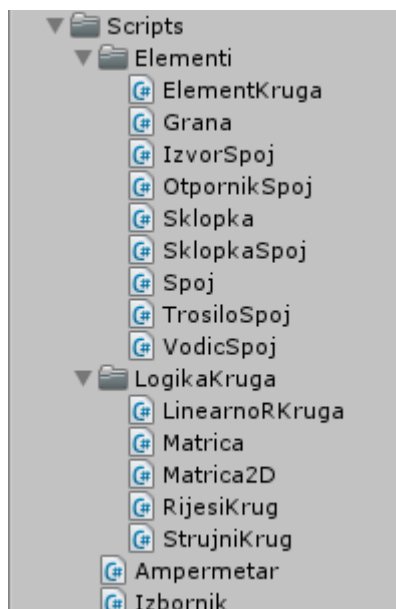 Scripts
Elementi
ElementKruga
Grana
IzvorSpoj
OtpornikSpoj
Sklopka
SklopkaSpoj
Spoj
TrosiloSpoj
VodicSpoj
LogikaKruga
LinearnoRKruga
Matrica
Matrica2D
RijesiKrug
StrujniKrug
Ampermetar
Izbornik